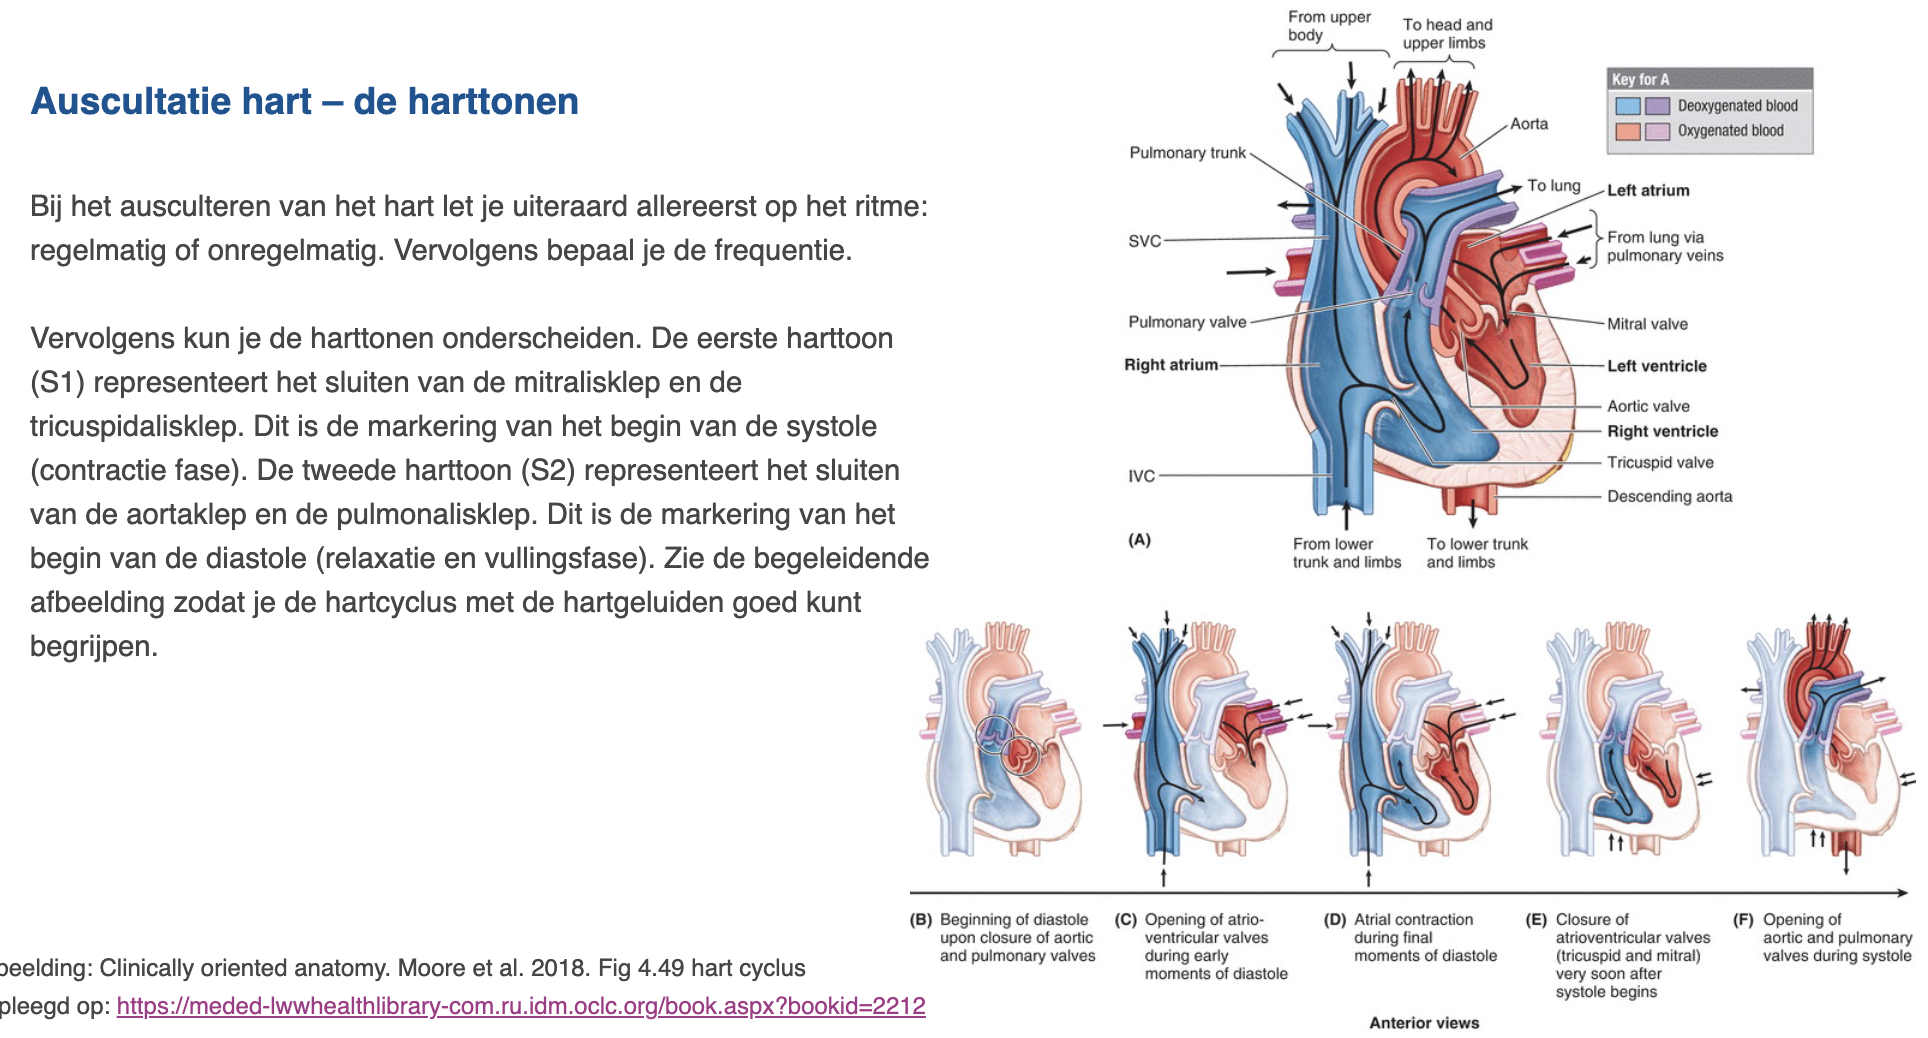 Auscultatie hart – de harttonen
Bij het ausculteren van het hart let je uiteraard allereerst op het ritme:
regelmatig of onregelmatig. Vervolgens bepaal je de frequentie.
Vervolgens kun je de harttonen onderscheiden. De eerste harttoon
(S1) representeert het sluiten van de mitralisklep en de
tricuspidalisklep. Dit is de markering van het begin van de systole
(contractie fase). De tweede harttoon (S2) representeert het sluiten
van de aortaklep en de pulmonalisklep. Dit is de markering van het
begin van de diastole (relaxatie en vullingsfase). Zie de begeleidende
afbeelding zodat je de hartcyclus met de hartgeluiden goed kunt
begrijpen.
beelding: Clinically oriented anatomy. Moore et al. 2018. Fig 4.49 hart cyclus
pleegd op: https://meded-lwwhealthlibrary-com.ru.idm.oclc.org/book.aspx?bookid=2212
From upper
body
To head and
upper limbs
Key for A
Deoxygenated blood
Oxygenated blood
Aorta
Pulmonary trunk
To lung
Left atrium
SVC
From lung via
pulmonary veins
Pulmonary valve
Mitral valve
Right atrium
Left ventricle
Aortic valve
Right ventricle
Tricuspid valve
IVC
Descending aorta
(A)
From lower
trunk and limbs
To lower trunk
and limbs
(B) Beginning of diastole
upon closure of aortic
and pulmonary valves
(C) Opening of atrio-
ventricular valves
during early
moments of diastole
(D) Atrial contraction
during final
moments of diastole
(E) Closure of
atrioventricular valves
(tricuspid and mitral)
very soon after
systole begins
(F) Opening of
aortic and pulmonary
valves during systole
Anterior views